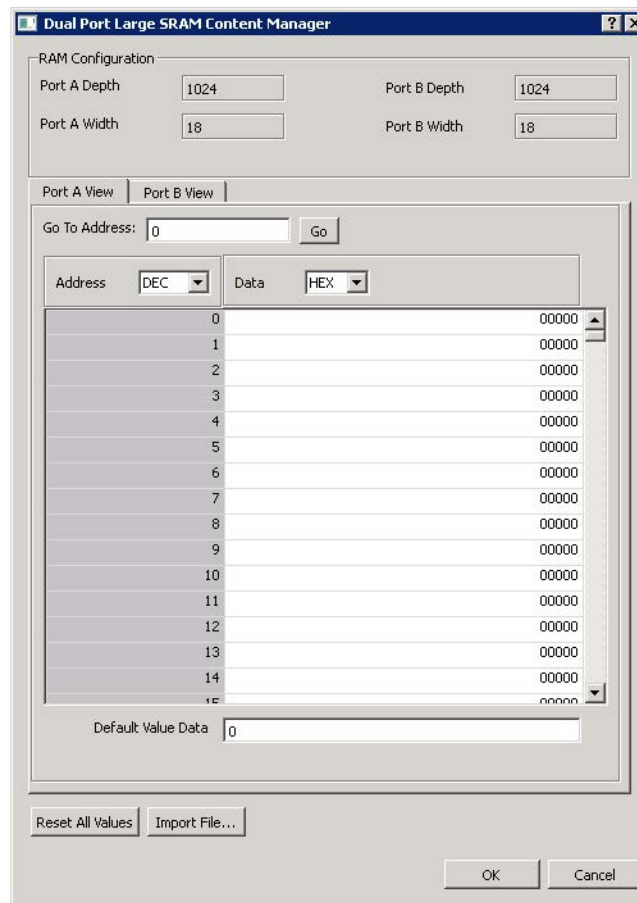 Dual Port Large SRAM Content Manager
RAM Configuration
Port A Depth 1024 Port B Depth 1024
Port A Width 18 Port B Width 18
Port A View Port B View
Go To Address: 0 Go
Address DEC Data HEX
0 00000
1 00000
2 00000
3 00000
4 00000
5 00000
6 00000
7 00000
8 00000
9 00000
10 00000
11 00000
12 00000
13 00000
14 00000
15 00000
Default Value Data 0
Reset All Values Import File...
OK Cancel